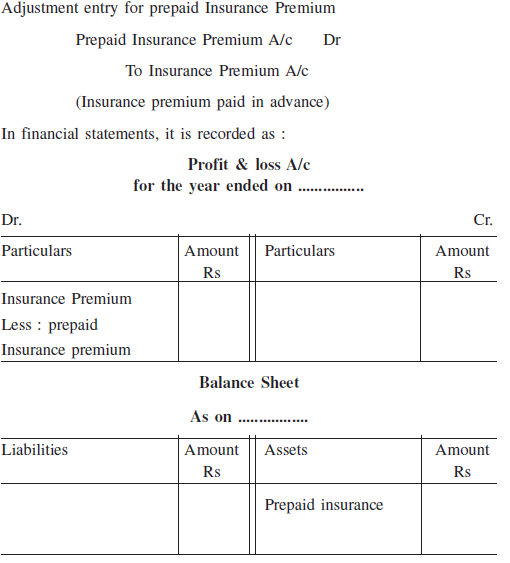 Adjustment entry for prepaid Insurance Premium
Prepaid Insurance Premium A/c Dr
To Insurance Premium A/c
(Insurance premium paid in advance)
In financial statements, it is recorded as :
Profit & loss A/c
for the year ended on ................
Dr. Cr.
Particulars Amount Particulars Amount
Rs Rs
Insurance Premium
Less : prepaid
Insurance premium
Balance Sheet
As on .................
Liabilities Amount Assets Amount
Rs Rs
Prepaid insurance